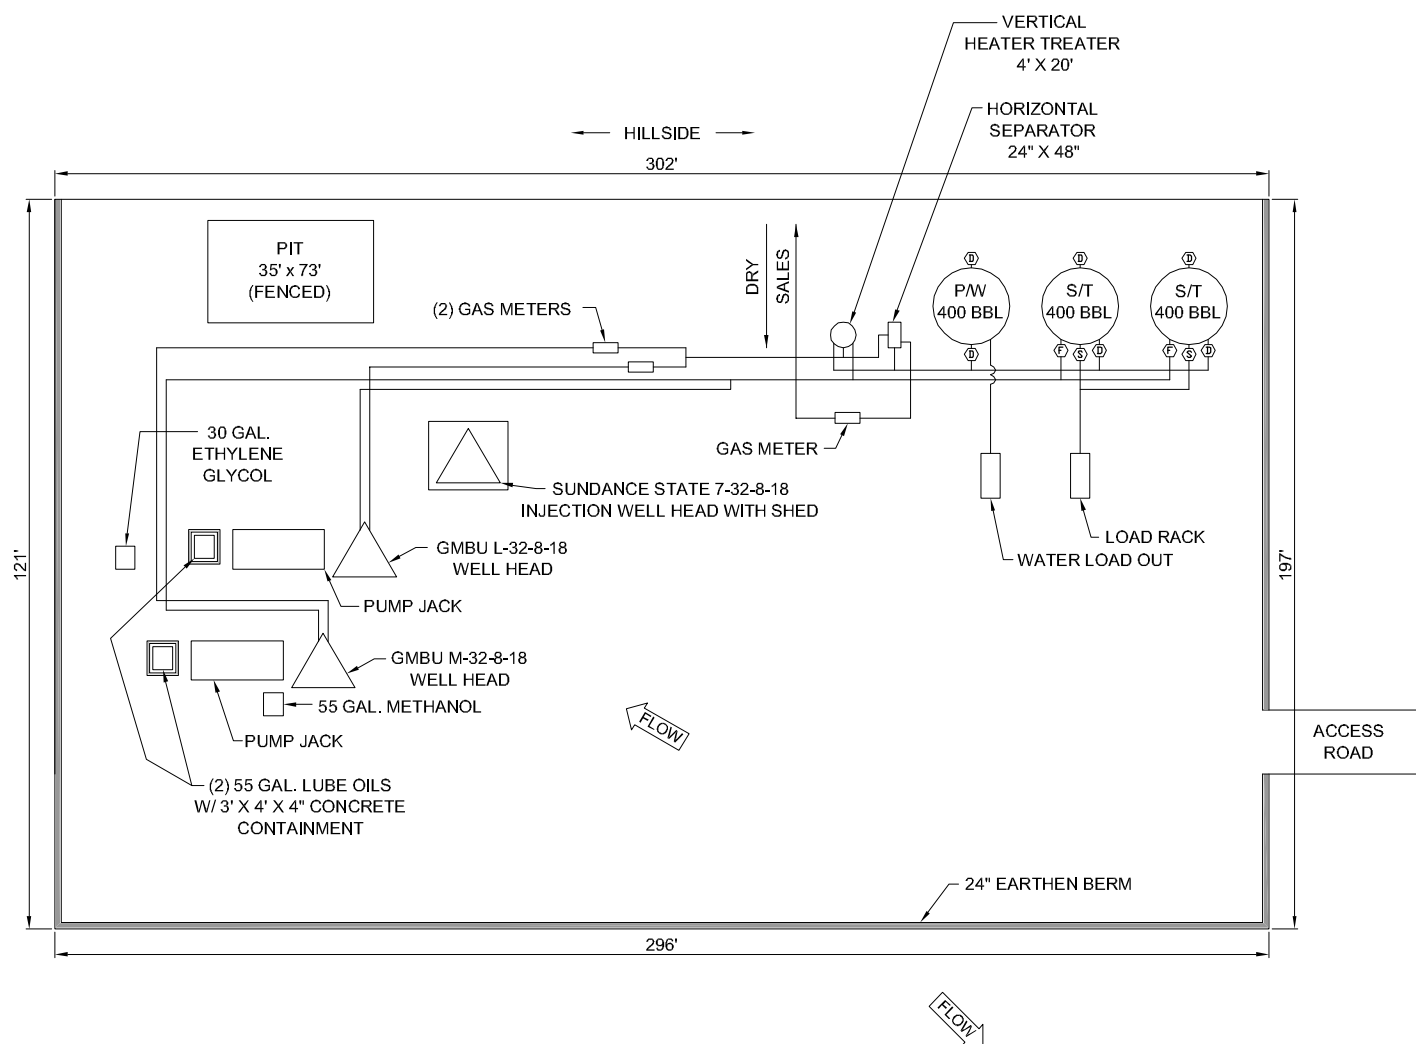 VERTICAL
HEATER TREATER
4' X 20'
HORIZONTAL
SEPARATOR
24" X 48"
HILLSIDE
302'
PIT
35' x 73'
(FENCED)
(2) GAS METERS
DRY
SALES
D
D
D
P/W
400 BBL
S/T
400 BBL
S/T
400 BBL
D
F
S
D
F
S
D
30 GAL.
ETHYLENE
GLYCOL
GAS METER
SUNDANCE STATE 7-32-8-18
INJECTION WELL HEAD WITH SHED
LOAD RACK
WATER LOAD OUT
GMBU L-32-8-18
WELL HEAD
121'
197'
PUMP JACK
GMBU M-32-8-18
WELL HEAD
55 GAL. METHANOL
PUMP JACK
FLOW
ACCESS
ROAD
(2) 55 GAL. LUBE OILS
W/ 3' X 4' X 4" CONCRETE
CONTAINMENT
24" EARTHEN BERM
296'
FLOW